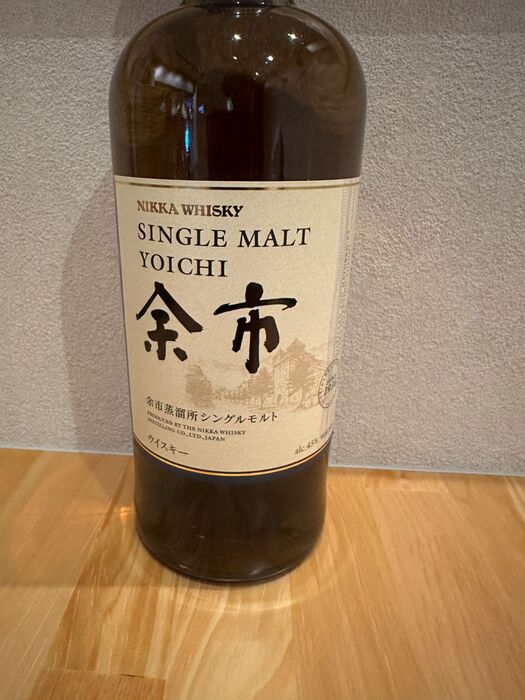 NIKKA WHISKY
SINGLE MALT
YOICHI
余市
余市蒸溜所シングルモルト
PRODUCED BY THE NIKKA WHISKY
DISTILLING CO., LTD., JAPAN
ウイスキー
alc. 45%